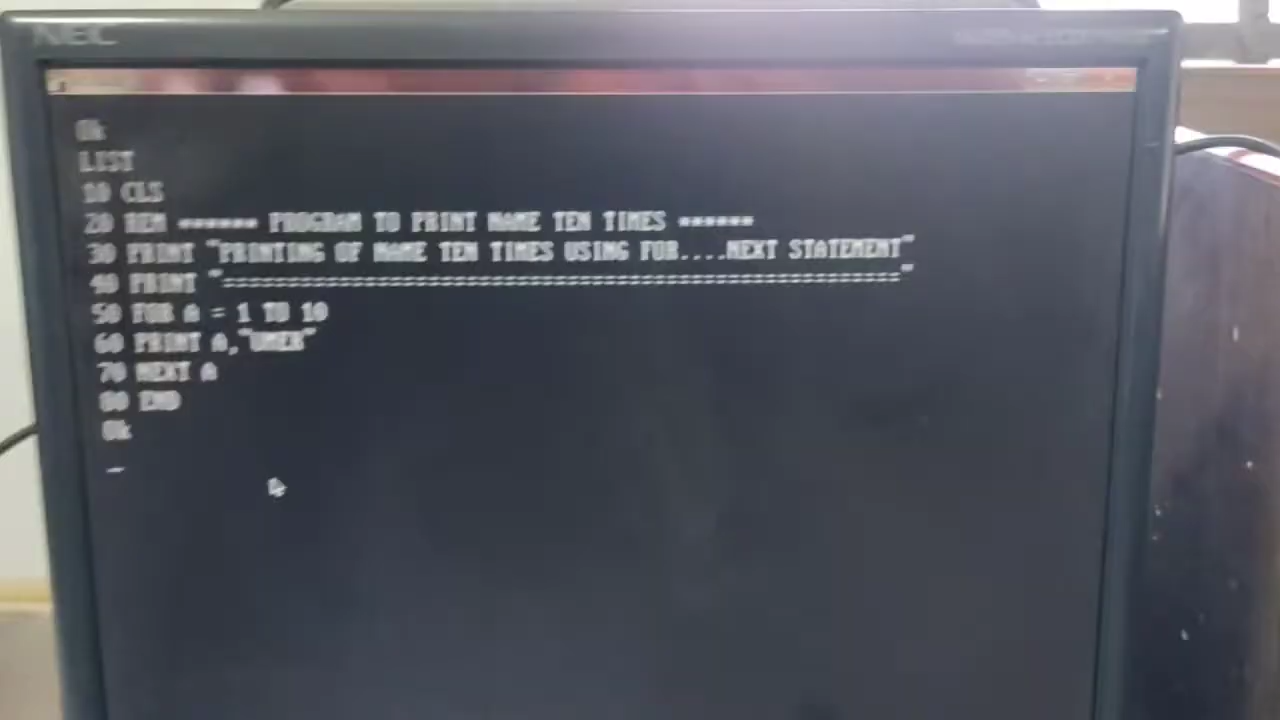 NEC
Ok
LIST
10 CLS
20 REM ====== PROGRAM TO PRINT NAME TEN TIMES ======
30 PRINT "PRINTING OF NAME TEN TIMES USING FOR....NEXT STATEMENT"
40 PRINT "======================================================"
50 FOR A = 1 TO 10
60 PRINT A,"UMER"
70 NEXT A
80 END
Ok
_